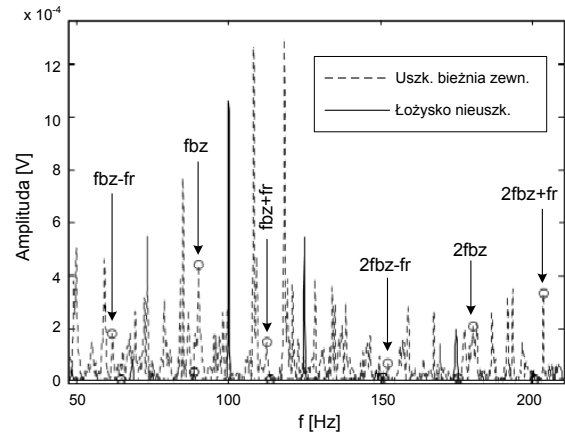 x 10⁻⁴
12
10
8
6
4
2
0
Amplituda [V]
50
100
150
200
f [Hz]
Uszk. bieżnia zewn.
Łożysko nieuszk.
fbz-fr
fbz
fbz+fr
2fbz-fr
2fbz
2fbz+fr